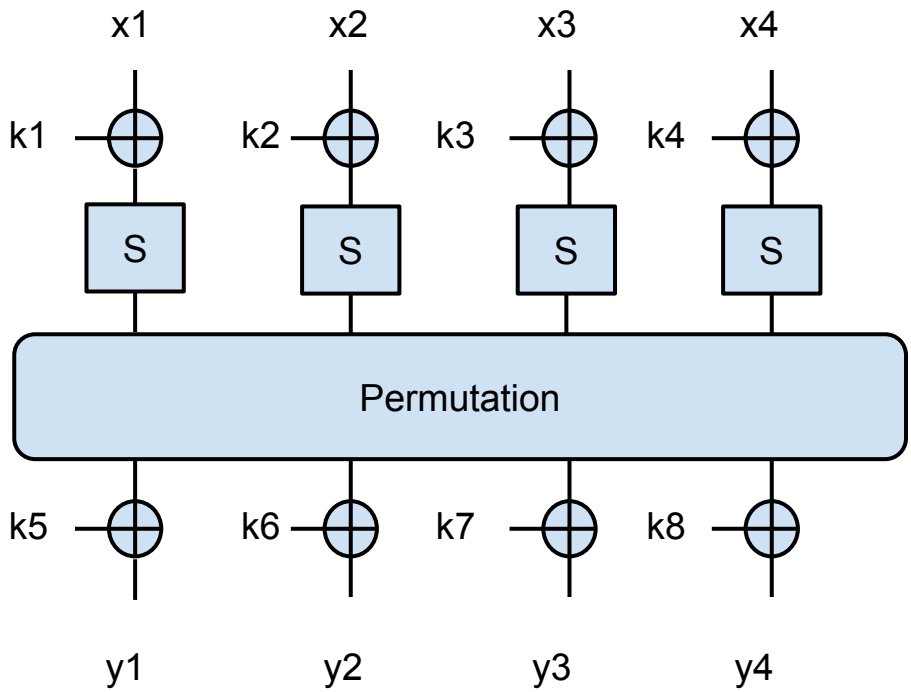 x1 x2 x3 x4
k1 k2 k3 k4
S S S S
Permutation
k5 k6 k7 k8
y1 y2 y3 y4